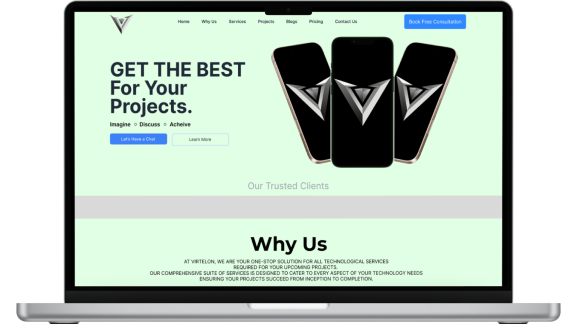 Home Why Us Services Projects Blogs Pricing Contact Us Book Free Consultation
GET THE BEST
For Your
Projects.
Imagine Discuss Acheive
Let's Have a Chat Learn More
Our Trusted Clients
Why Us
AT VIRTELON, WE ARE YOUR ONE-STOP SOLUTION FOR ALL TECHNOLOGICAL SERVICES
REQUIRED FOR YOUR UPCOMING PROJECTS.
OUR COMPREHENSIVE SUITE OF SERVICES IS DESIGNED TO CATER TO EVERY ASPECT OF YOUR TECHNOLOGY NEEDS
ENSURING YOUR PROJECTS SUCCEED FROM INCEPTION TO COMPLETION.